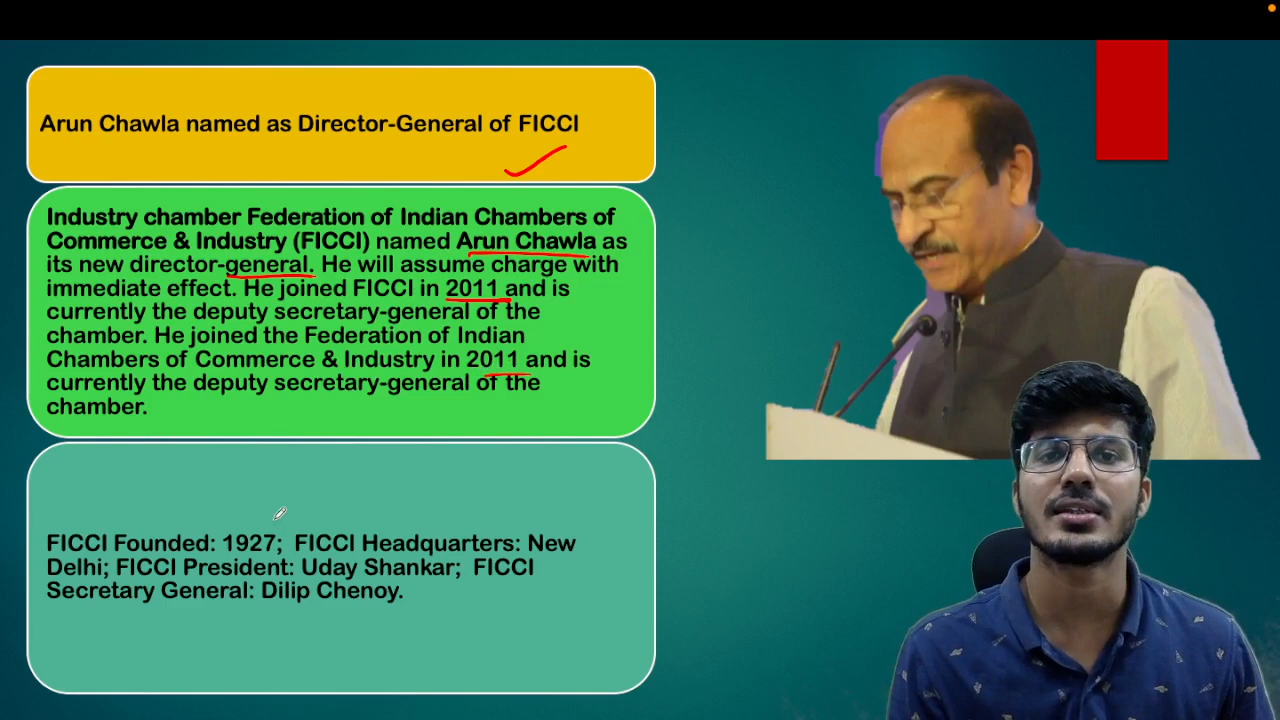 Arun Chawla named as Director-General of FICCI
Industry chamber Federation of Indian Chambers of
Commerce & Industry (FICCI) named Arun Chawla as
its new director-general. He will assume charge with
immediate effect. He joined FICCI in 2011 and is
currently the deputy secretary-general of the
chamber. He joined the Federation of Indian
Chambers of Commerce & Industry in 2011 and is
currently the deputy secretary-general of the
chamber.
FICCI Founded: 1927; FICCI Headquarters: New
Delhi; FICCI President: Uday Shankar; FICCI
Secretary General: Dilip Chenoy.